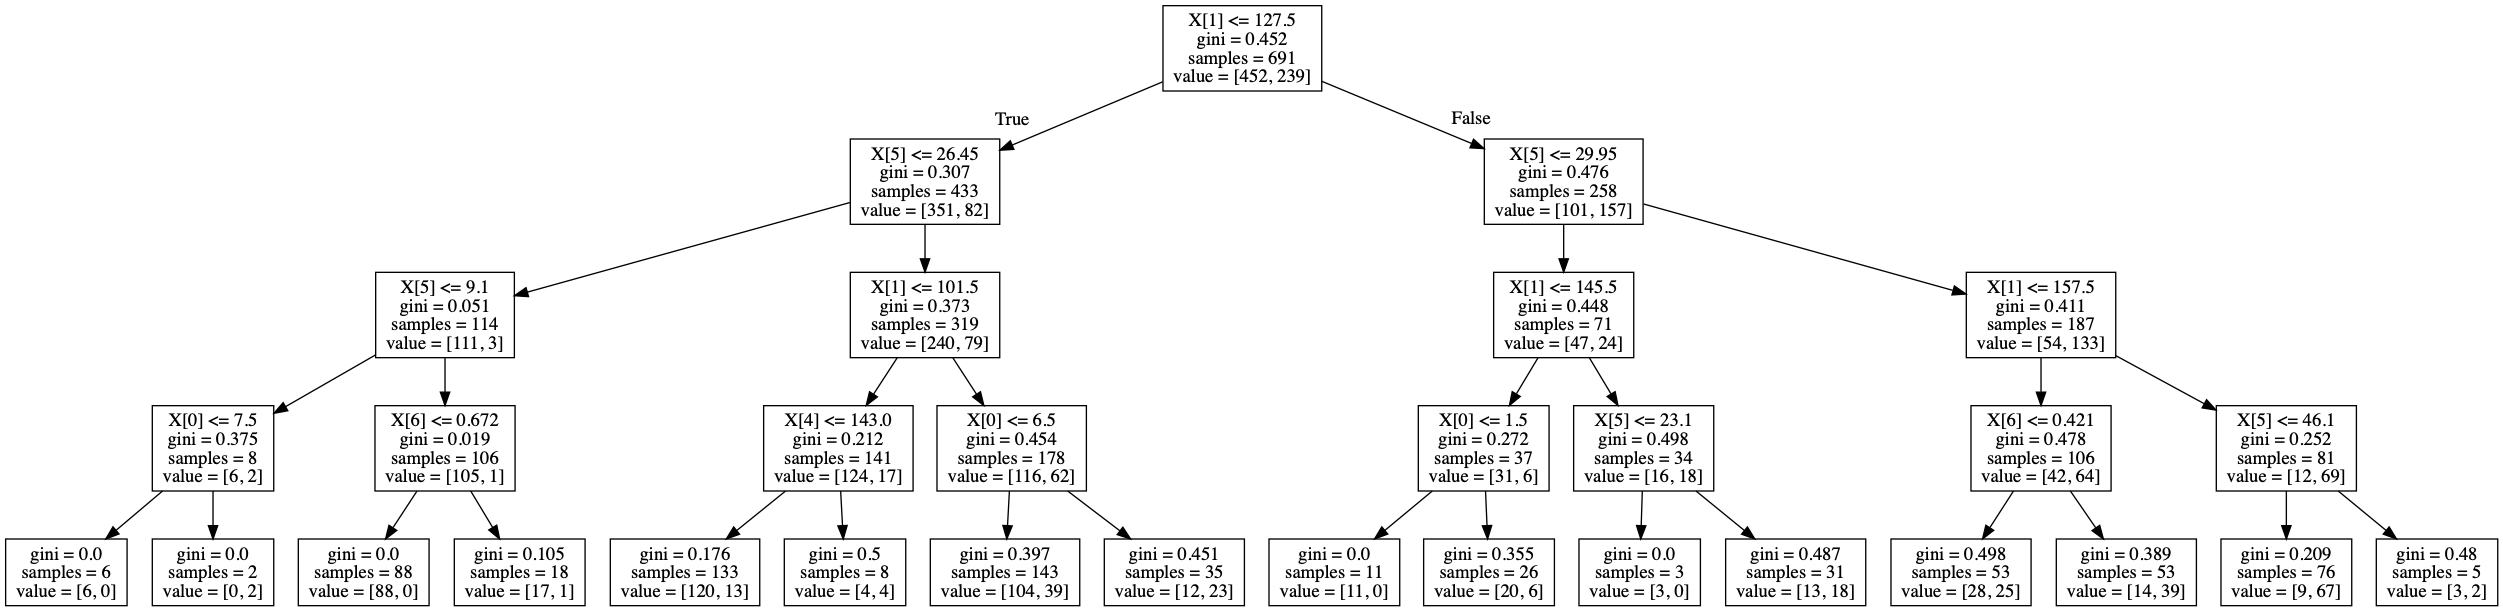 X[1] <= 127.5
gini = 0.452
samples = 691
value = [452, 239]
True
False
X[5] <= 26.45
gini = 0.307
samples = 433
value = [351, 82]
X[5] <= 29.95
gini = 0.476
samples = 258
value = [101, 157]
X[5] <= 9.1
gini = 0.051
samples = 114
value = [111, 3]
X[1] <= 101.5
gini = 0.373
samples = 319
value = [240, 79]
X[1] <= 145.5
gini = 0.448
samples = 71
value = [47, 24]
X[1] <= 157.5
gini = 0.411
samples = 187
value = [54, 133]
X[0] <= 7.5
gini = 0.375
samples = 8
value = [6, 2]
X[6] <= 0.672
gini = 0.019
samples = 106
value = [105, 1]
X[4] <= 143.0
gini = 0.212
samples = 141
value = [124, 17]
X[0] <= 6.5
gini = 0.454
samples = 178
value = [116, 62]
X[0] <= 1.5
gini = 0.272
samples = 37
value = [31, 6]
X[5] <= 23.1
gini = 0.498
samples = 34
value = [16, 18]
X[6] <= 0.421
gini = 0.478
samples = 106
value = [42, 64]
X[5] <= 46.1
gini = 0.252
samples = 81
value = [12, 69]
gini = 0.0
samples = 6
value = [6, 0]
gini = 0.0
samples = 2
value = [0, 2]
gini = 0.0
samples = 88
value = [88, 0]
gini = 0.105
samples = 18
value = [17, 1]
gini = 0.176
samples = 133
value = [120, 13]
gini = 0.5
samples = 8
value = [4, 4]
gini = 0.397
samples = 143
value = [104, 39]
gini = 0.451
samples = 35
value = [12, 23]
gini = 0.0
samples = 11
value = [11, 0]
gini = 0.355
samples = 26
value = [20, 6]
gini = 0.0
samples = 3
value = [3, 0]
gini = 0.487
samples = 31
value = [13, 18]
gini = 0.498
samples = 53
value = [28, 25]
gini = 0.389
samples = 53
value = [14, 39]
gini = 0.209
samples = 76
value = [9, 67]
gini = 0.48
samples = 5
value = [3, 2]